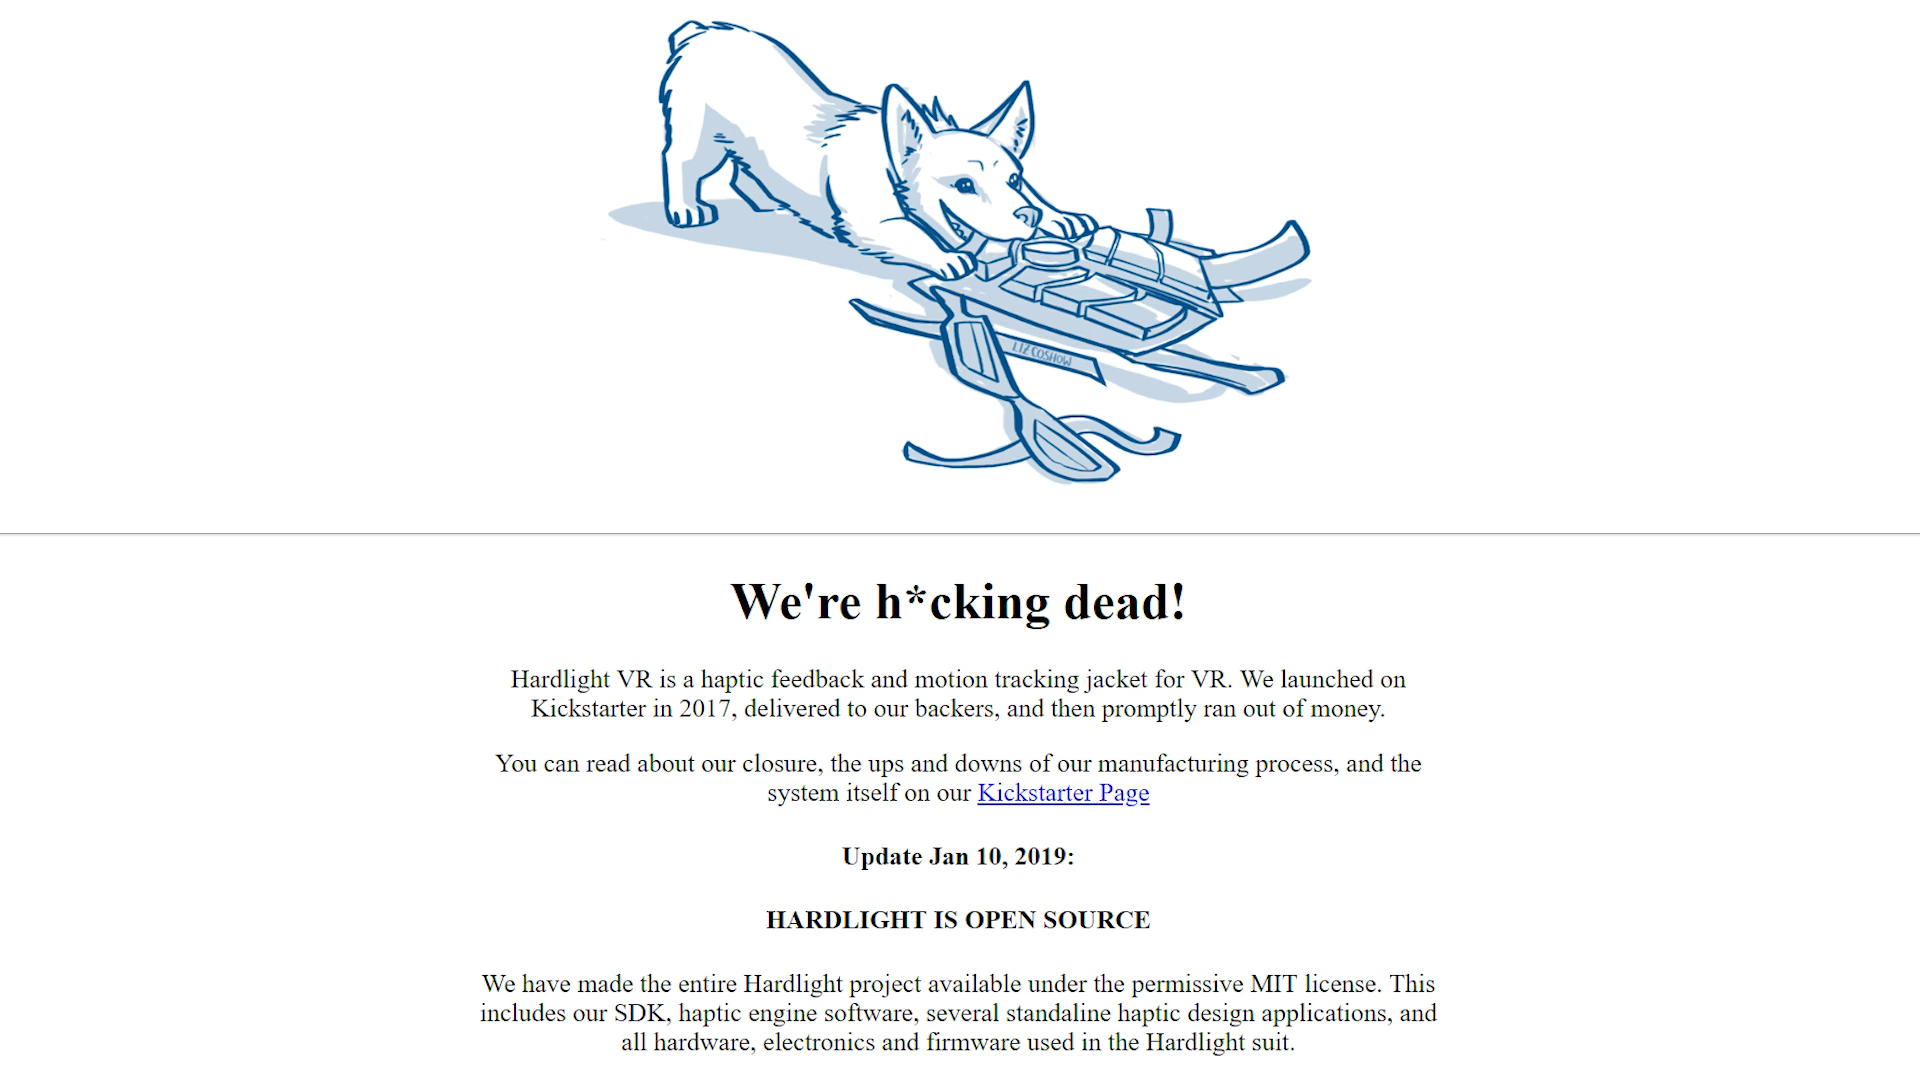 LIZ COSHOW
We're h*cking dead!
Hardlight VR is a haptic feedback and motion tracking jacket for VR. We launched on
Kickstarter in 2017, delivered to our backers, and then promptly ran out of money.
You can read about our closure, the ups and downs of our manufacturing process, and the
system itself on our Kickstarter Page
Update Jan 10, 2019:
HARDLIGHT IS OPEN SOURCE
We have made the entire Hardlight project available under the permissive MIT license. This
includes our SDK, haptic engine software, several standaline haptic design applications, and
all hardware, electronics and firmware used in the Hardlight suit.